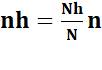 nh = Nh/N n